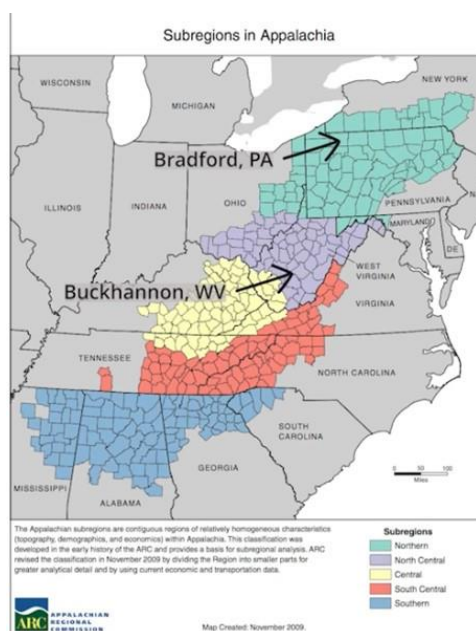 Subregions in Appalachia
WISCONSIN
MICHIGAN
NEW YORK
Bradford, PA
ILLINOIS
INDIANA
OHIO
PENNSYLVANIA
N
MARYLAND
DE
Buckhannon, WV
WEST
VIRGINIA
VIRGINIA
TENNESSEE
NORTH CAROLINA
SOUTH
CAROLINA
GEORGIA
MISSISSIPPI
ALABAMA
0 50 100
Miles
The Appalachian subregions are contiguous regions of relatively homogeneous characteristics
(topography, demographics, and economics) within Appalachia. This classification was
developed in the early history of the ARC and provides a basis for subregional analysis. ARC
revised the classification in November 2009 by dividing the Region into smaller parts for
greater analytical detail and by using current economic and transportation data.
Subregions
Northern
North Central
Central
South Central
Southern
ARC
APPALACHIAN
REGIONAL
COMMISSION
Map Created: November 2009.